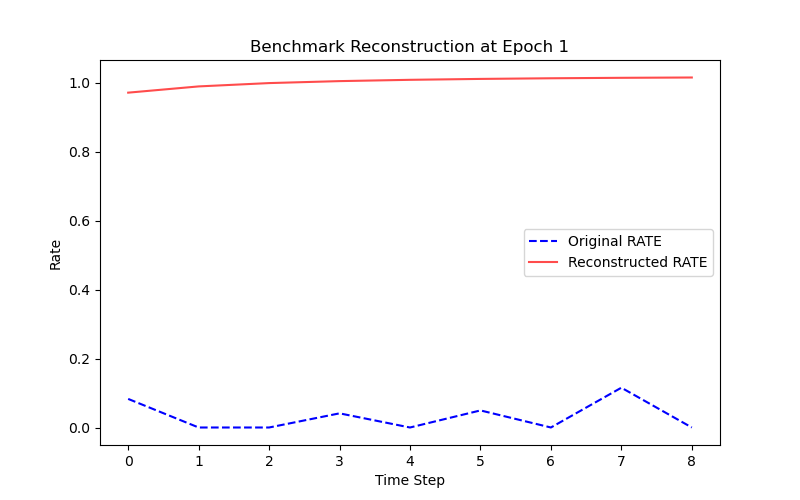 Benchmark Reconstruction at Epoch 1
1.0
0.8
0.6
0.4
0.2
0.0
Rate
Original RATE
Reconstructed RATE
0 1 2 3 4 5 6 7 8
Time Step